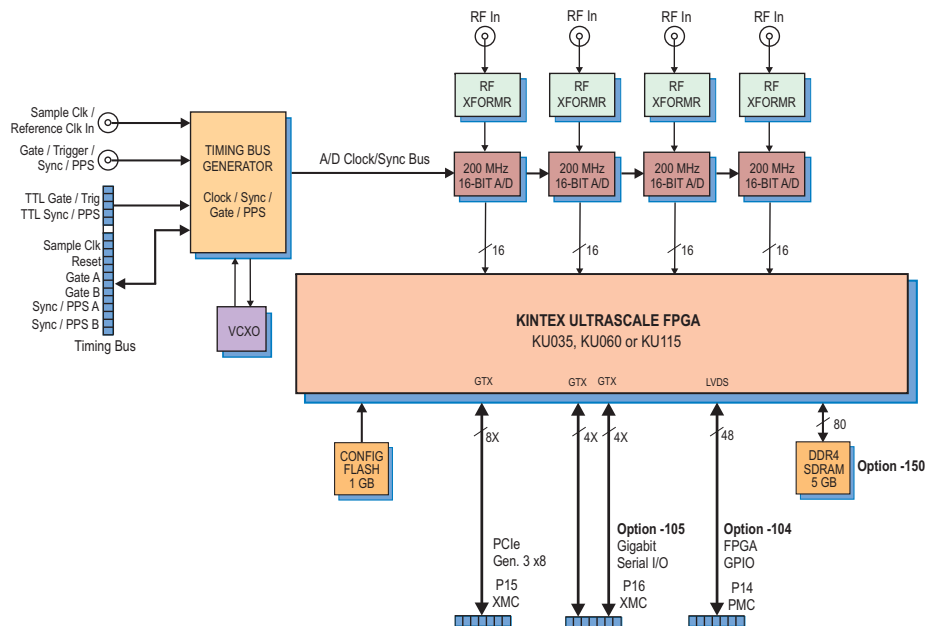 RF In
RF In
RF In
RF In
RF
XFORMR
RF
XFORMR
RF
XFORMR
RF
XFORMR
Sample Clk /
Reference Clk In
Gate / Trigger /
Sync / PPS
TTL Gate / Trig
TTL Sync / PPS
Sample Clk
Reset
Gate A
Gate B
Sync / PPS A
Sync / PPS B
Timing Bus
TIMING BUS
GENERATOR
Clock / Sync /
Gate / PPS
VCXO
A/D Clock/Sync Bus
200 MHz
16-BIT A/D
200 MHz
16-BIT A/D
200 MHz
16-BIT A/D
200 MHz
16-BIT A/D
16
16
16
16
KINTEX ULTRASCALE FPGA
KU035, KU060 or KU115
GTX
GTX
GTX
LVDS
8X
4X
4X
48
80
CONFIG
FLASH
1 GB
DDR4
SDRAM
5 GB
Option -150
PCIe
Gen. 3 x8
P15
XMC
Option -105
Gigabit
Serial I/O
P16
XMC
Option -104
FPGA
GPIO
P14
PMC